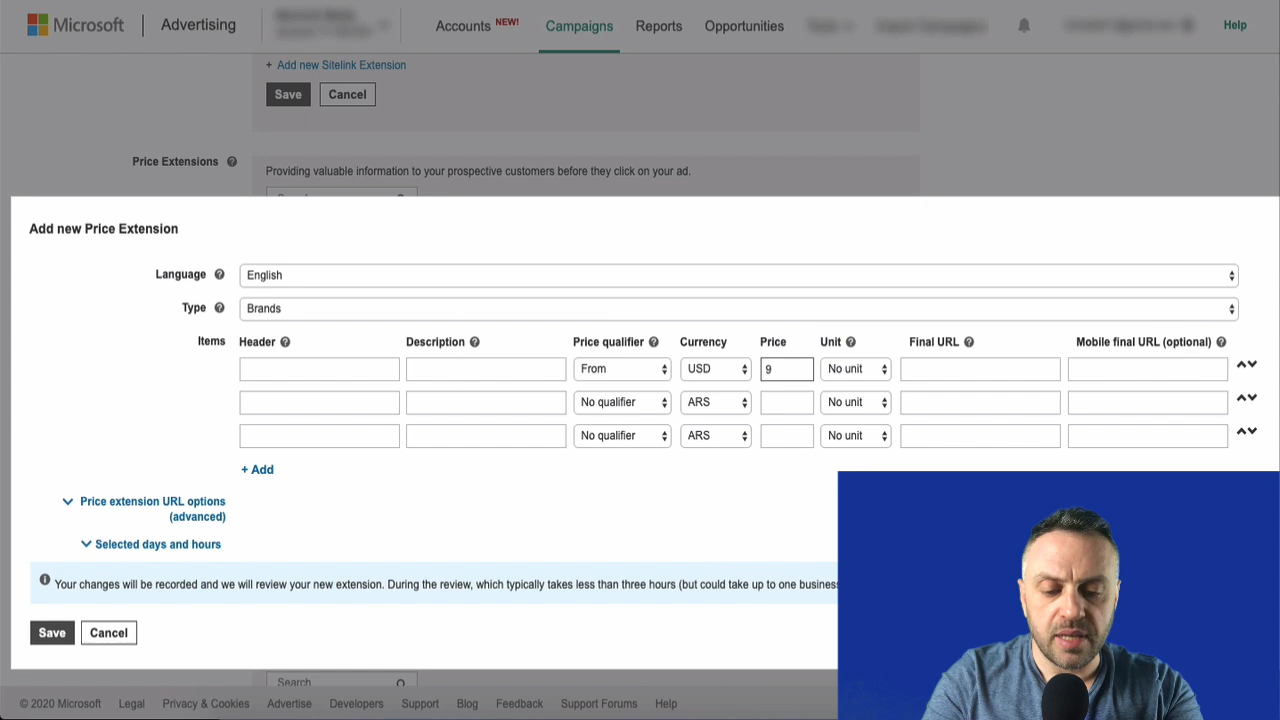 Microsoft | Advertising
Accounts NEW!
Campaigns
Reports
Opportunities
Help
+ Add new Sitelink Extension
Save
Cancel
Price Extensions
Providing valuable information to your prospective customers before they click on your ad.
Add new Price Extension
Language
English
Type
Brands
Items
Header
Description
Price qualifier
Currency
Price
Unit
Final URL
Mobile final URL (optional)
From
USD
9
No unit
No qualifier
ARS
No unit
No qualifier
ARS
No unit
+ Add
Price extension URL options
(advanced)
Selected days and hours
Your changes will be recorded and we will review your new extension. During the review, which typically takes less than three hours (but could take up to one business
Save
Cancel
Search
© 2020 Microsoft
Legal
Privacy & Cookies
Advertise
Developers
Support
Blog
Feedback
Support Forums
Help